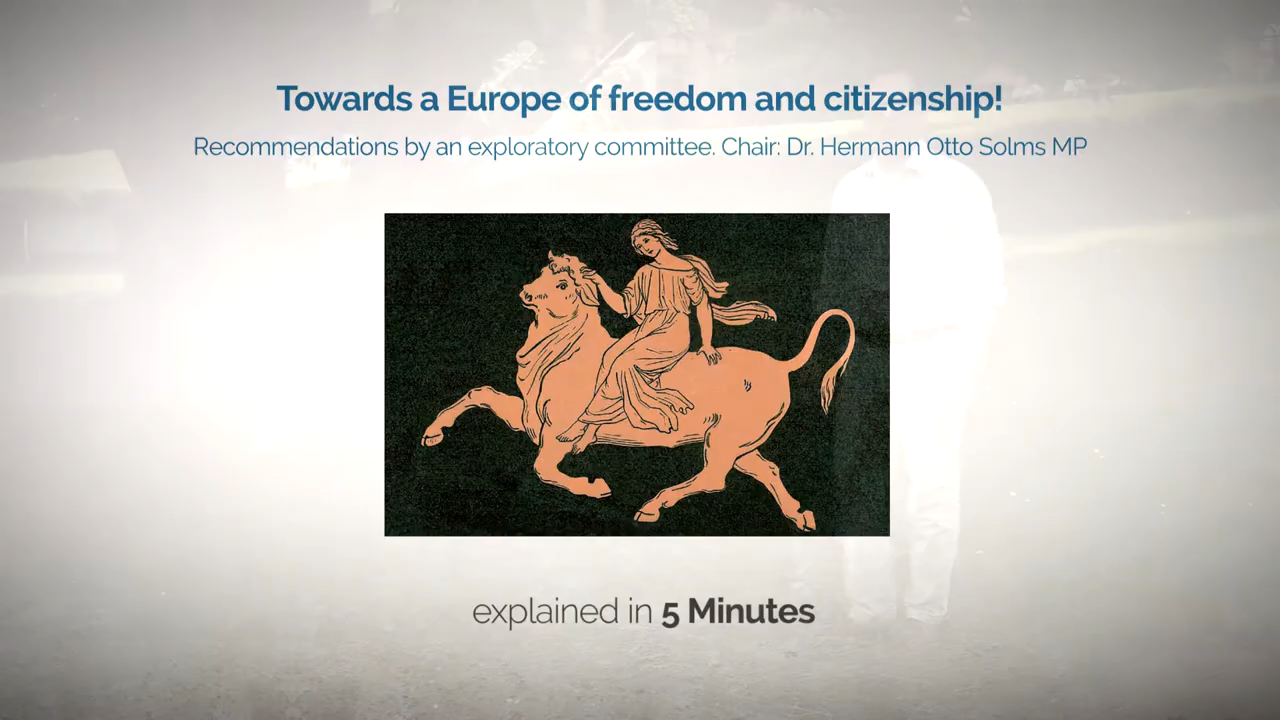 Towards a Europe of freedom and citizenship!
Recommendations by an exploratory committee. Chair: Dr. Hermann Otto Solms MP
explained in 5 Minutes